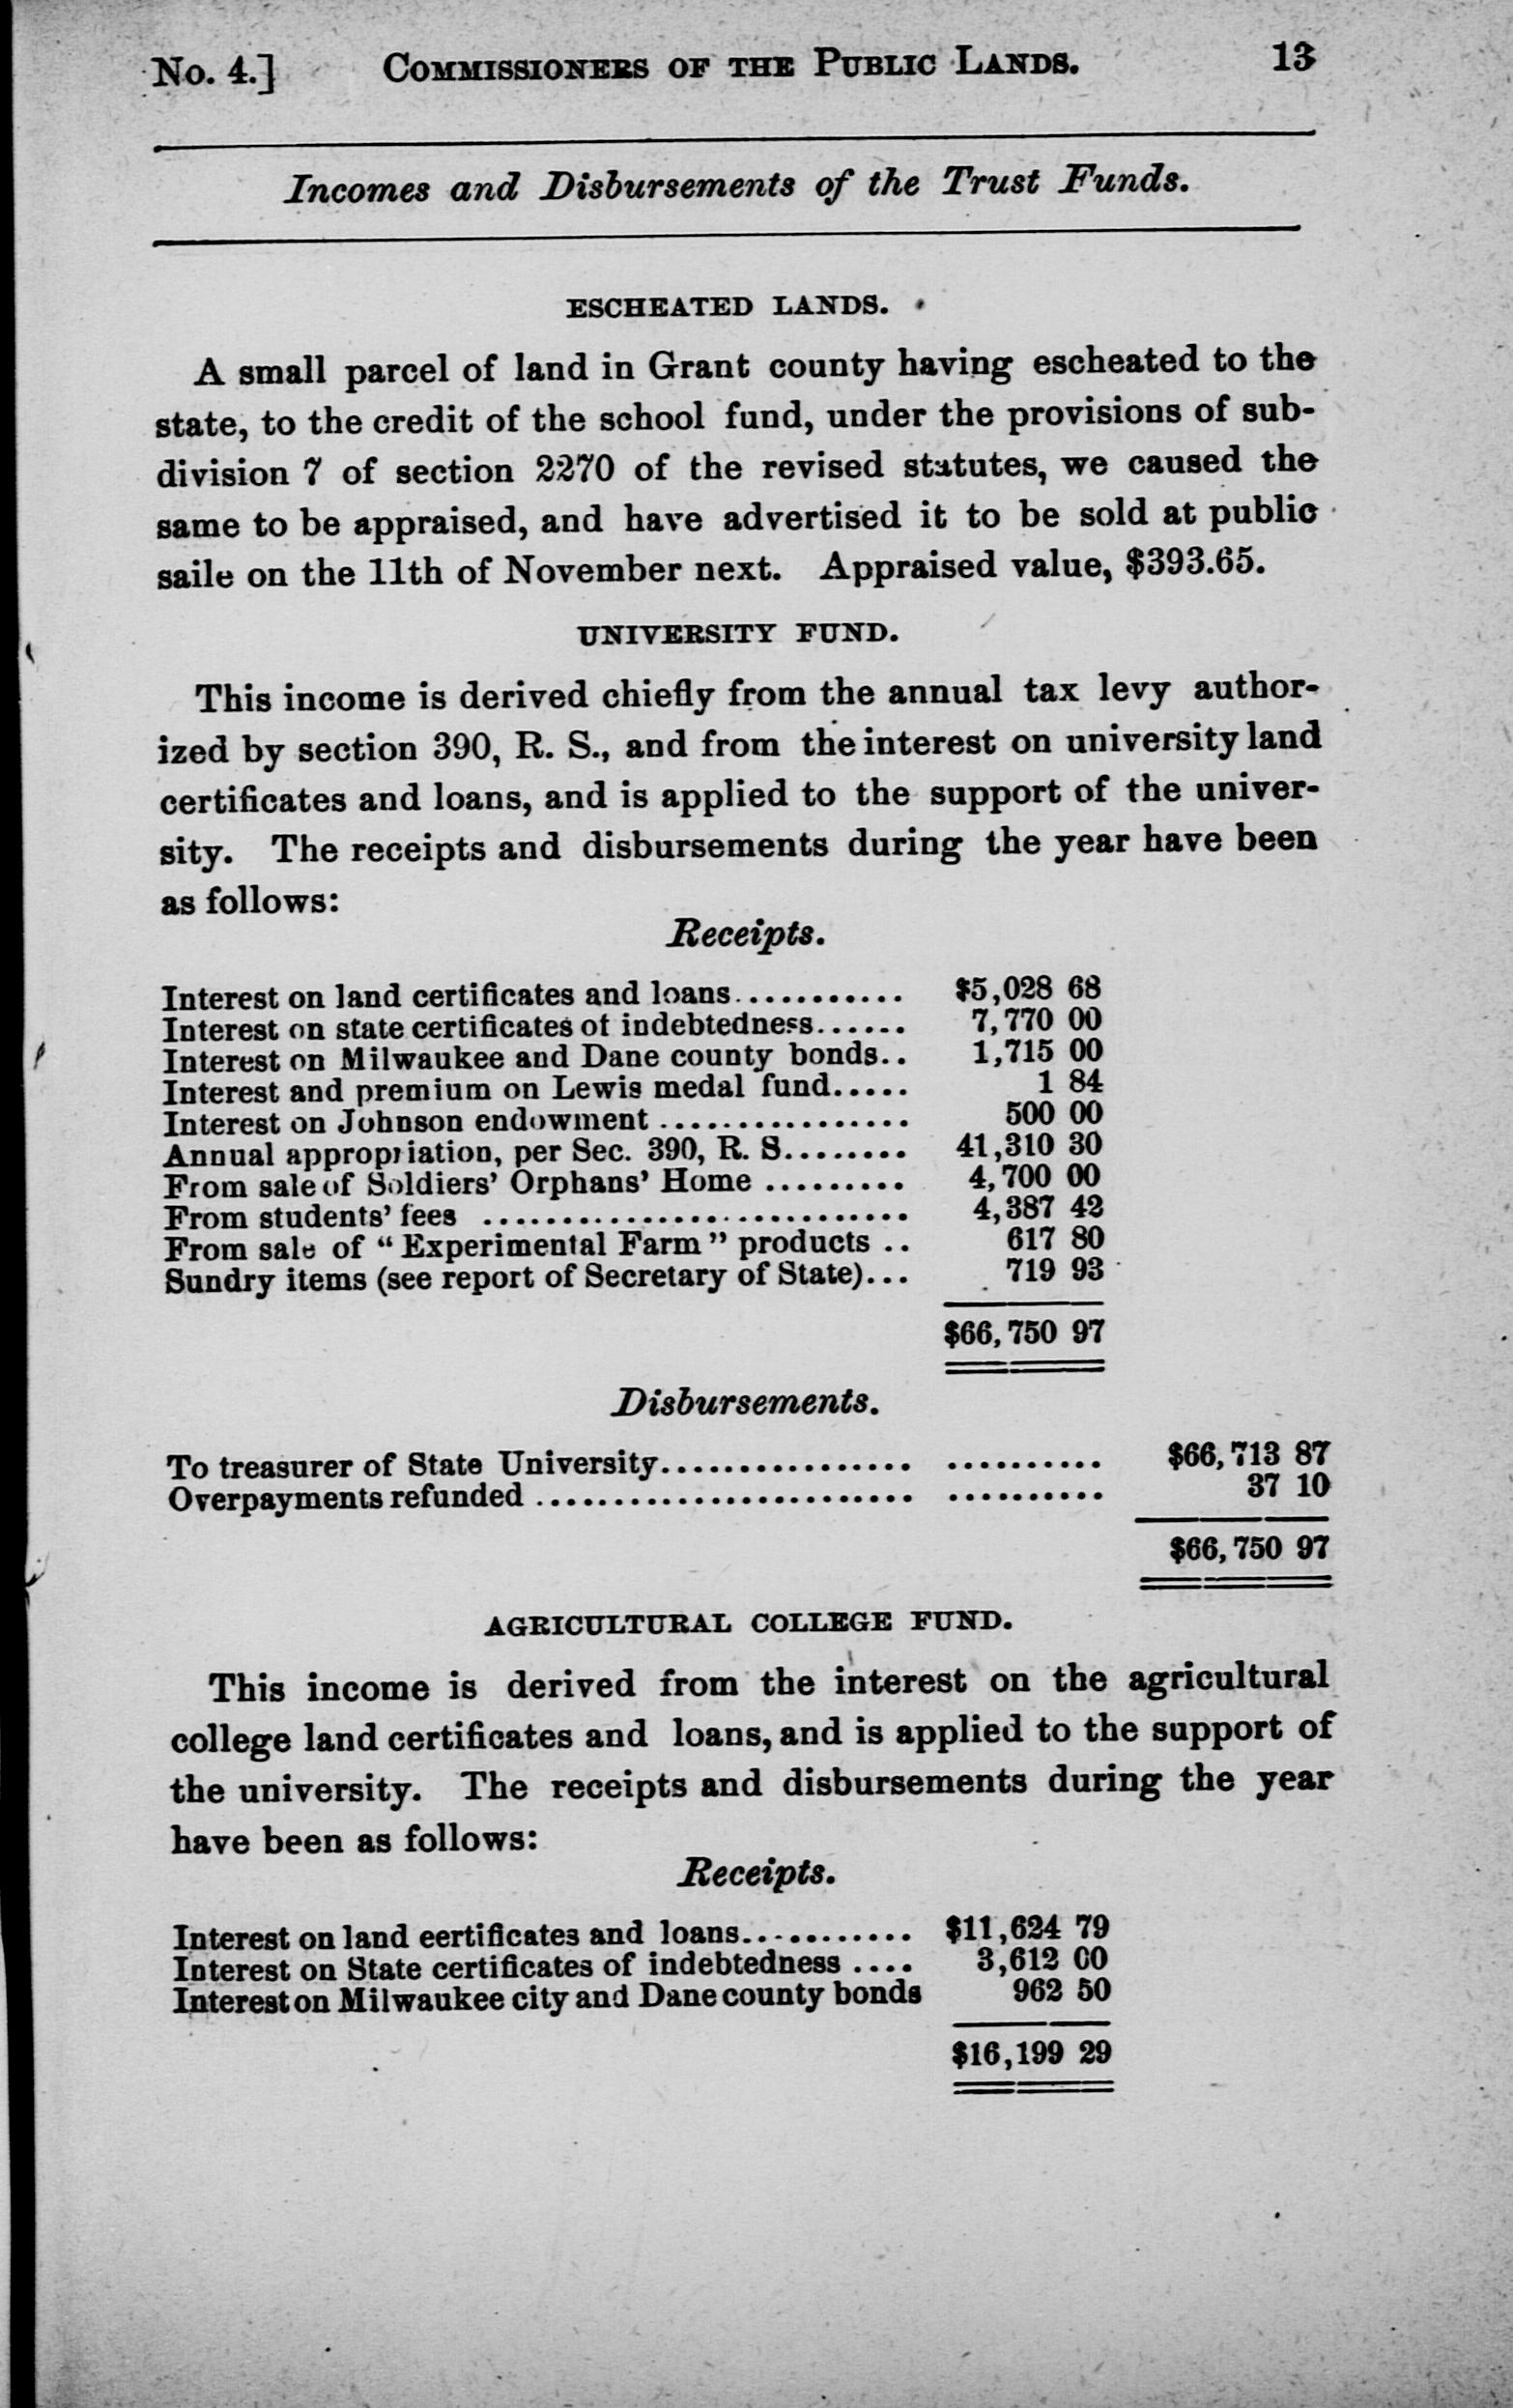 No. 4.] COMMISSIONERS OF THE PUBLIC LANDS. 13
Incomes and Disbursements of the Trust Funds.
ESCHEATED LANDS.
A small parcel of land in Grant county having escheated to the
state, to the credit of the school fund, under the provisions of sub-
division 7 of section 2270 of the revised statutes, we caused the
same to be appraised, and have advertised it to be sold at public
saile on the 11th of November next. Appraised value, $393.65.
UNIVERSITY FUND.
This income is derived chiefly from the annual tax levy author-
ized by section 390, R. S., and from the interest on university land
certificates and loans, and is applied to the support of the univer-
sity. The receipts and disbursements during the year have been
as follows:
Receipts.
Interest on land certificates and loans............ $5,028 68
Interest on state certificates of indebtedness...... 7,770 00
Interest on Milwaukee and Dane county bonds.. 1,715 00
Interest and premium on Lewis medal fund..... 1 84
Interest on Johnson endowment ................ 500 00
Annual appropriation, per Sec. 390, R. S........ 41,310 30
From sale of Soldiers' Orphans' Home ......... 4,700 00
From students' fees ........................... 4,387 42
From sale of "Experimental Farm" products .. 617 80
Sundry items (see report of Secretary of State)... 719 93
$66,750 97
Disbursements.
To treasurer of State University................ .......... $66,713 87
Overpayments refunded ........................ .......... 37 10
$66,750 97
AGRICULTURAL COLLEGE FUND.
This income is derived from the interest on the agricultural
college land certificates and loans, and is applied to the support of
the university. The receipts and disbursements during the year
have been as follows:
Receipts.
Interest on land eertificates and loans........... $11,624 79
Interest on State certificates of indebtedness .... 3,612 00
Interest on Milwaukee city and Dane county bonds 962 50
$16,199 29